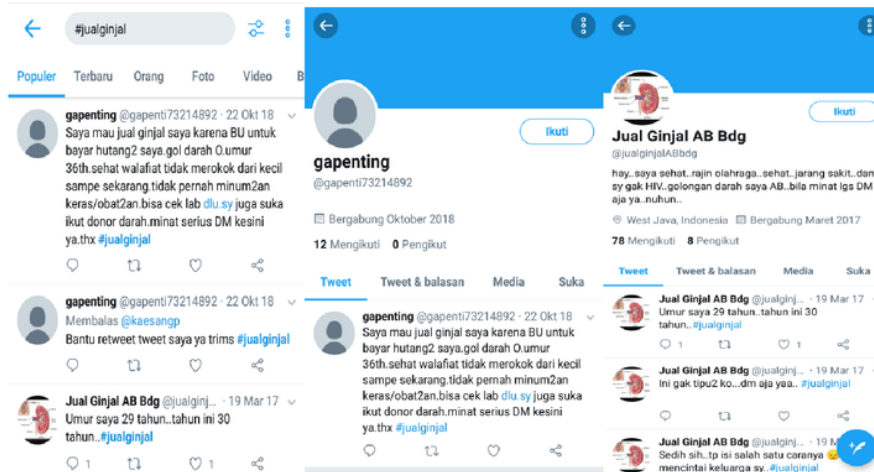 #jualginjal
Populer Terbaru Orang Foto Video B
gapenting @gapenti73214892 · 22 Okt 18
Saya mau jual ginjal saya karena BU untuk
bayar hutang2 saya.gol darah O.umur
36th.sehat walafiat tidak merokok dari kecil
sampe sekarang.tidak pernah minum2an
keras/obat2an.bisa cek lab dlu.sy juga suka
ikut donor darah.minat serius DM kesini
ya.thx #jualginjal
gapenting @gapenti73214892 · 22 Okt 18
Membalas @kaesangp
Bantu retweet tweet saya ya trims #jualginjal
Jual Ginjal AB Bdg @jualginj... · 19 Mar 17
Umur saya 29 tahun..tahun ini 30
tahun..#jualginjal
1 1
Ikuti
gapenting
@gapenti73214892
Bergabung Oktober 2018
12 Mengikuti 0 Pengikut
Tweet Tweet & balasan Media Suka
gapenting @gapenti73214892 · 22 Okt 18
Saya mau jual ginjal saya karena BU untuk
bayar hutang2 saya.gol darah O.umur
36th.sehat walafiat tidak merokok dari kecil
sampe sekarang.tidak pernah minum2an
keras/obat2an.bisa cek lab dlu.sy juga suka
ikut donor darah.minat serius DM kesini
ya.thx #jualginjal
Ikuti
Jual Ginjal AB Bdg
@jualginjalABbdg
hay..saya sehat..rajin olahraga..sehat..jarang sakit..dam
sy gak HIV..golongan darah saya AB..bila minat lgs DM
aja ya..nuhun..
West Java, Indonesia Bergabung Maret 2017
78 Mengikuti 8 Pengikut
Tweet Tweet & balasan Media Suka
Jual Ginjal AB Bdg @jualginj... · 19 Mar 17
Umur saya 29 tahun..tahun ini 30
tahun..#jualginjal
1 1
Jual Ginjal AB Bdg @jualginj... · 19 Mar 17
Ini gak tipu2 ko...dm aja yaa.. #jualginjal
Jual Ginjal AB Bdg @jualginj... · 19 M
Sedih sih..tp isi salah satu caranya
mencintai keluarga sy..#jualginjal